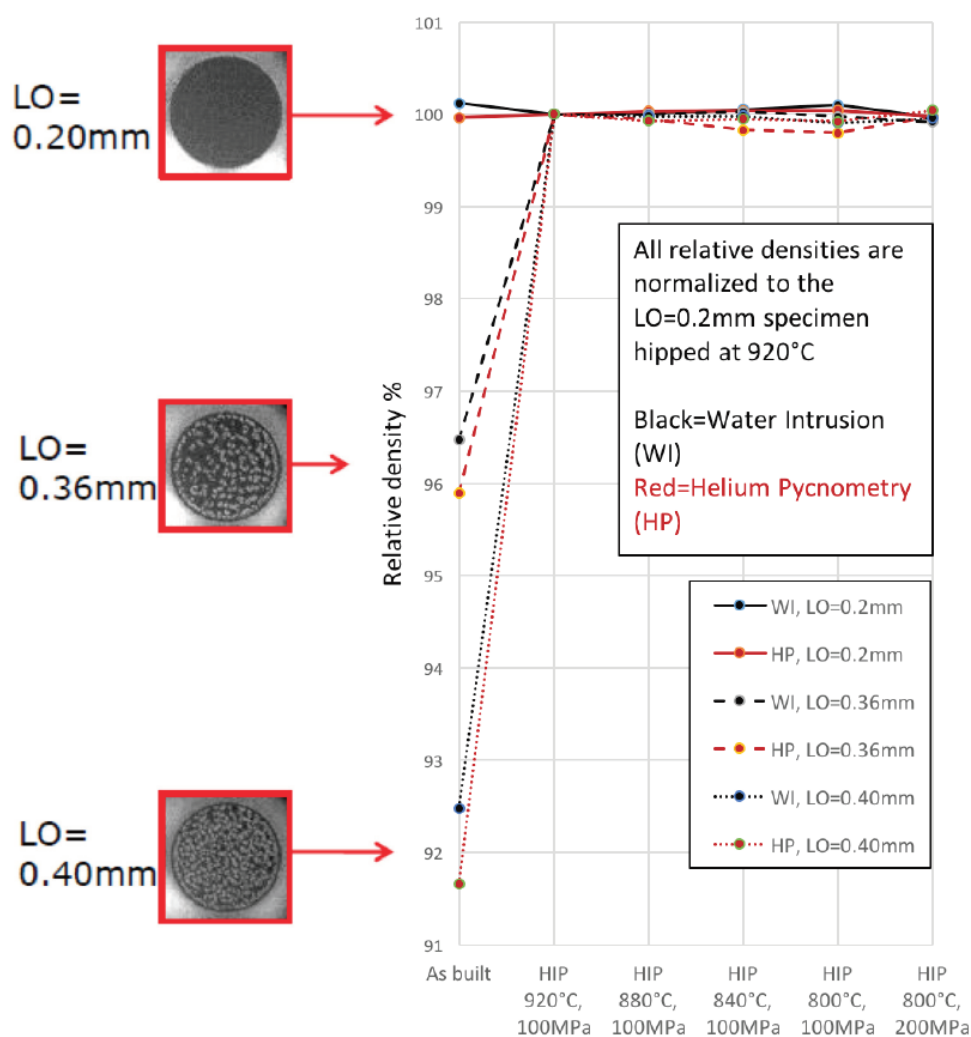 LO=
0.20mm
LO=
0.36mm
LO=
0.40mm
Relative density %
101
100
99
98
97
96
95
94
93
92
91
All relative densities are
normalized to the
LO=0.2mm specimen
hipped at 920°C
Black=Water Intrusion
(WI)
Red=Helium Pycnometry
(HP)
WI, LO=0.2mm
HP, LO=0.2mm
WI, LO=0.36mm
HP, LO=0.36mm
WI, LO=0.40mm
HP, LO=0.40mm
As built
HIP
920°C,
100MPa
HIP
880°C,
100MPa
HIP
840°C,
100MPa
HIP
800°C,
100MPa
HIP
800°C,
200MPa